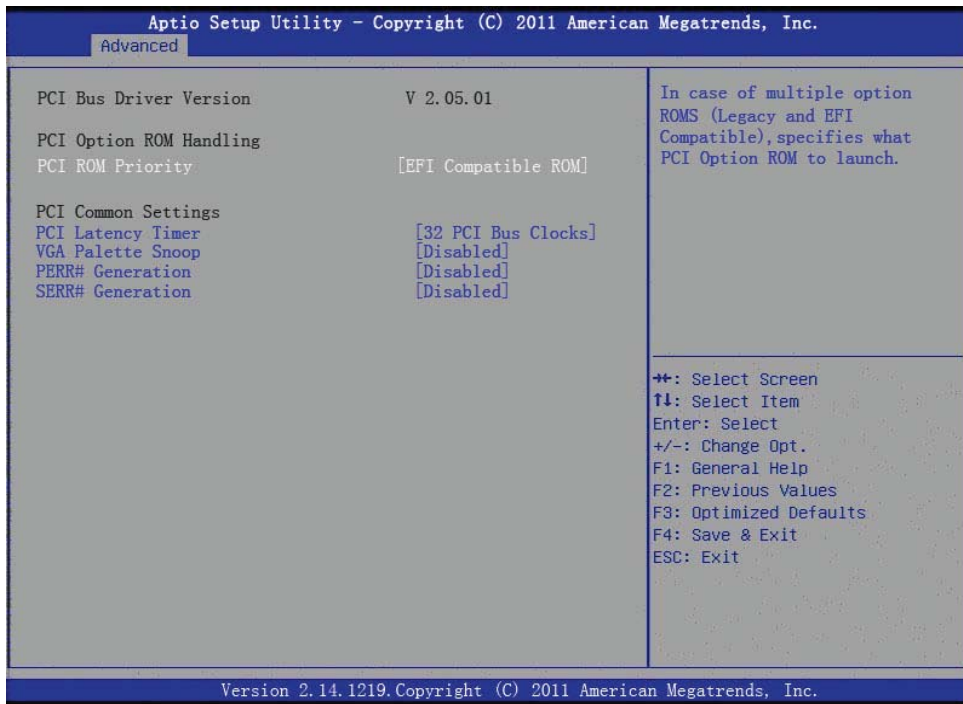 Aptio Setup Utility - Copyright (C) 2011 American Megatrends, Inc.
Advanced
PCI Bus Driver Version V 2.05.01
PCI Option ROM Handling
PCI ROM Priority [EFI Compatible ROM]
PCI Common Settings
PCI Latency Timer [32 PCI Bus Clocks]
VGA Palette Snoop [Disabled]
PERR# Generation [Disabled]
SERR# Generation [Disabled]
In case of multiple option
ROMS (Legacy and EFI
Compatible),specifies what
PCI Option ROM to launch.
→←: Select Screen
↑↓: Select Item
Enter: Select
+/-: Change Opt.
F1: General Help
F2: Previous Values
F3: Optimized Defaults
F4: Save & Exit
ESC: Exit
Version 2.14.1219.Copyright (C) 2011 American Megatrends, Inc.